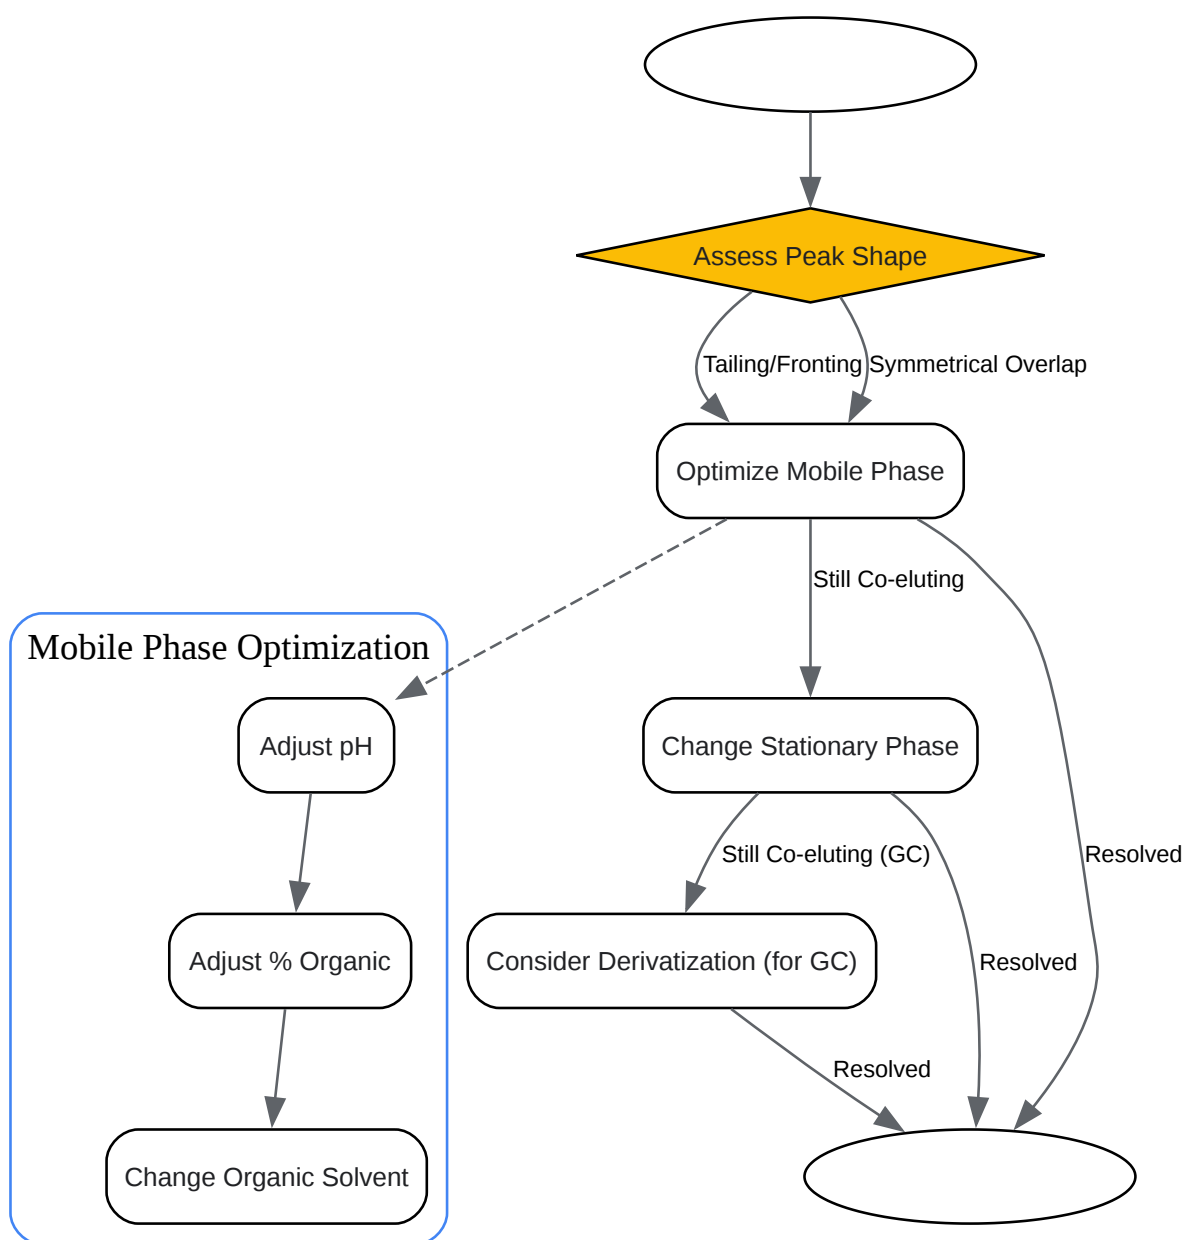 Assess Peak Shape
Tailing/Fronting
Symmetrical Overlap
Optimize Mobile Phase
Still Co-eluting
Mobile Phase Optimization
Adjust pH
Change Stationary Phase
Still Co-eluting (GC)
Resolved
Adjust % Organic
Consider Derivatization (for GC)
Resolved
Resolved
Change Organic Solvent